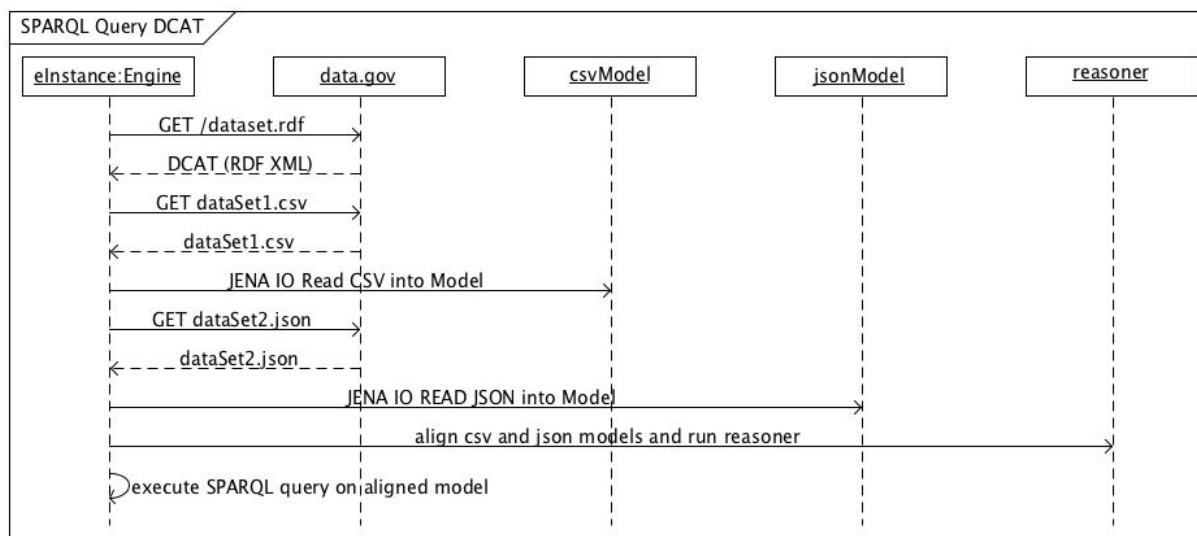 SPARQL Query DCAT
eInstance:Engine
data.gov
csvModel
jsonModel
reasoner
GET /dataset.rdf
DCAT (RDF XML)
GET dataSet1.csv
dataSet1.csv
JENA IO Read CSV into Model
GET dataSet2.json
dataSet2.json
JENA IO READ JSON into Model
align csv and json models and run reasoner
execute SPARQL query on aligned model